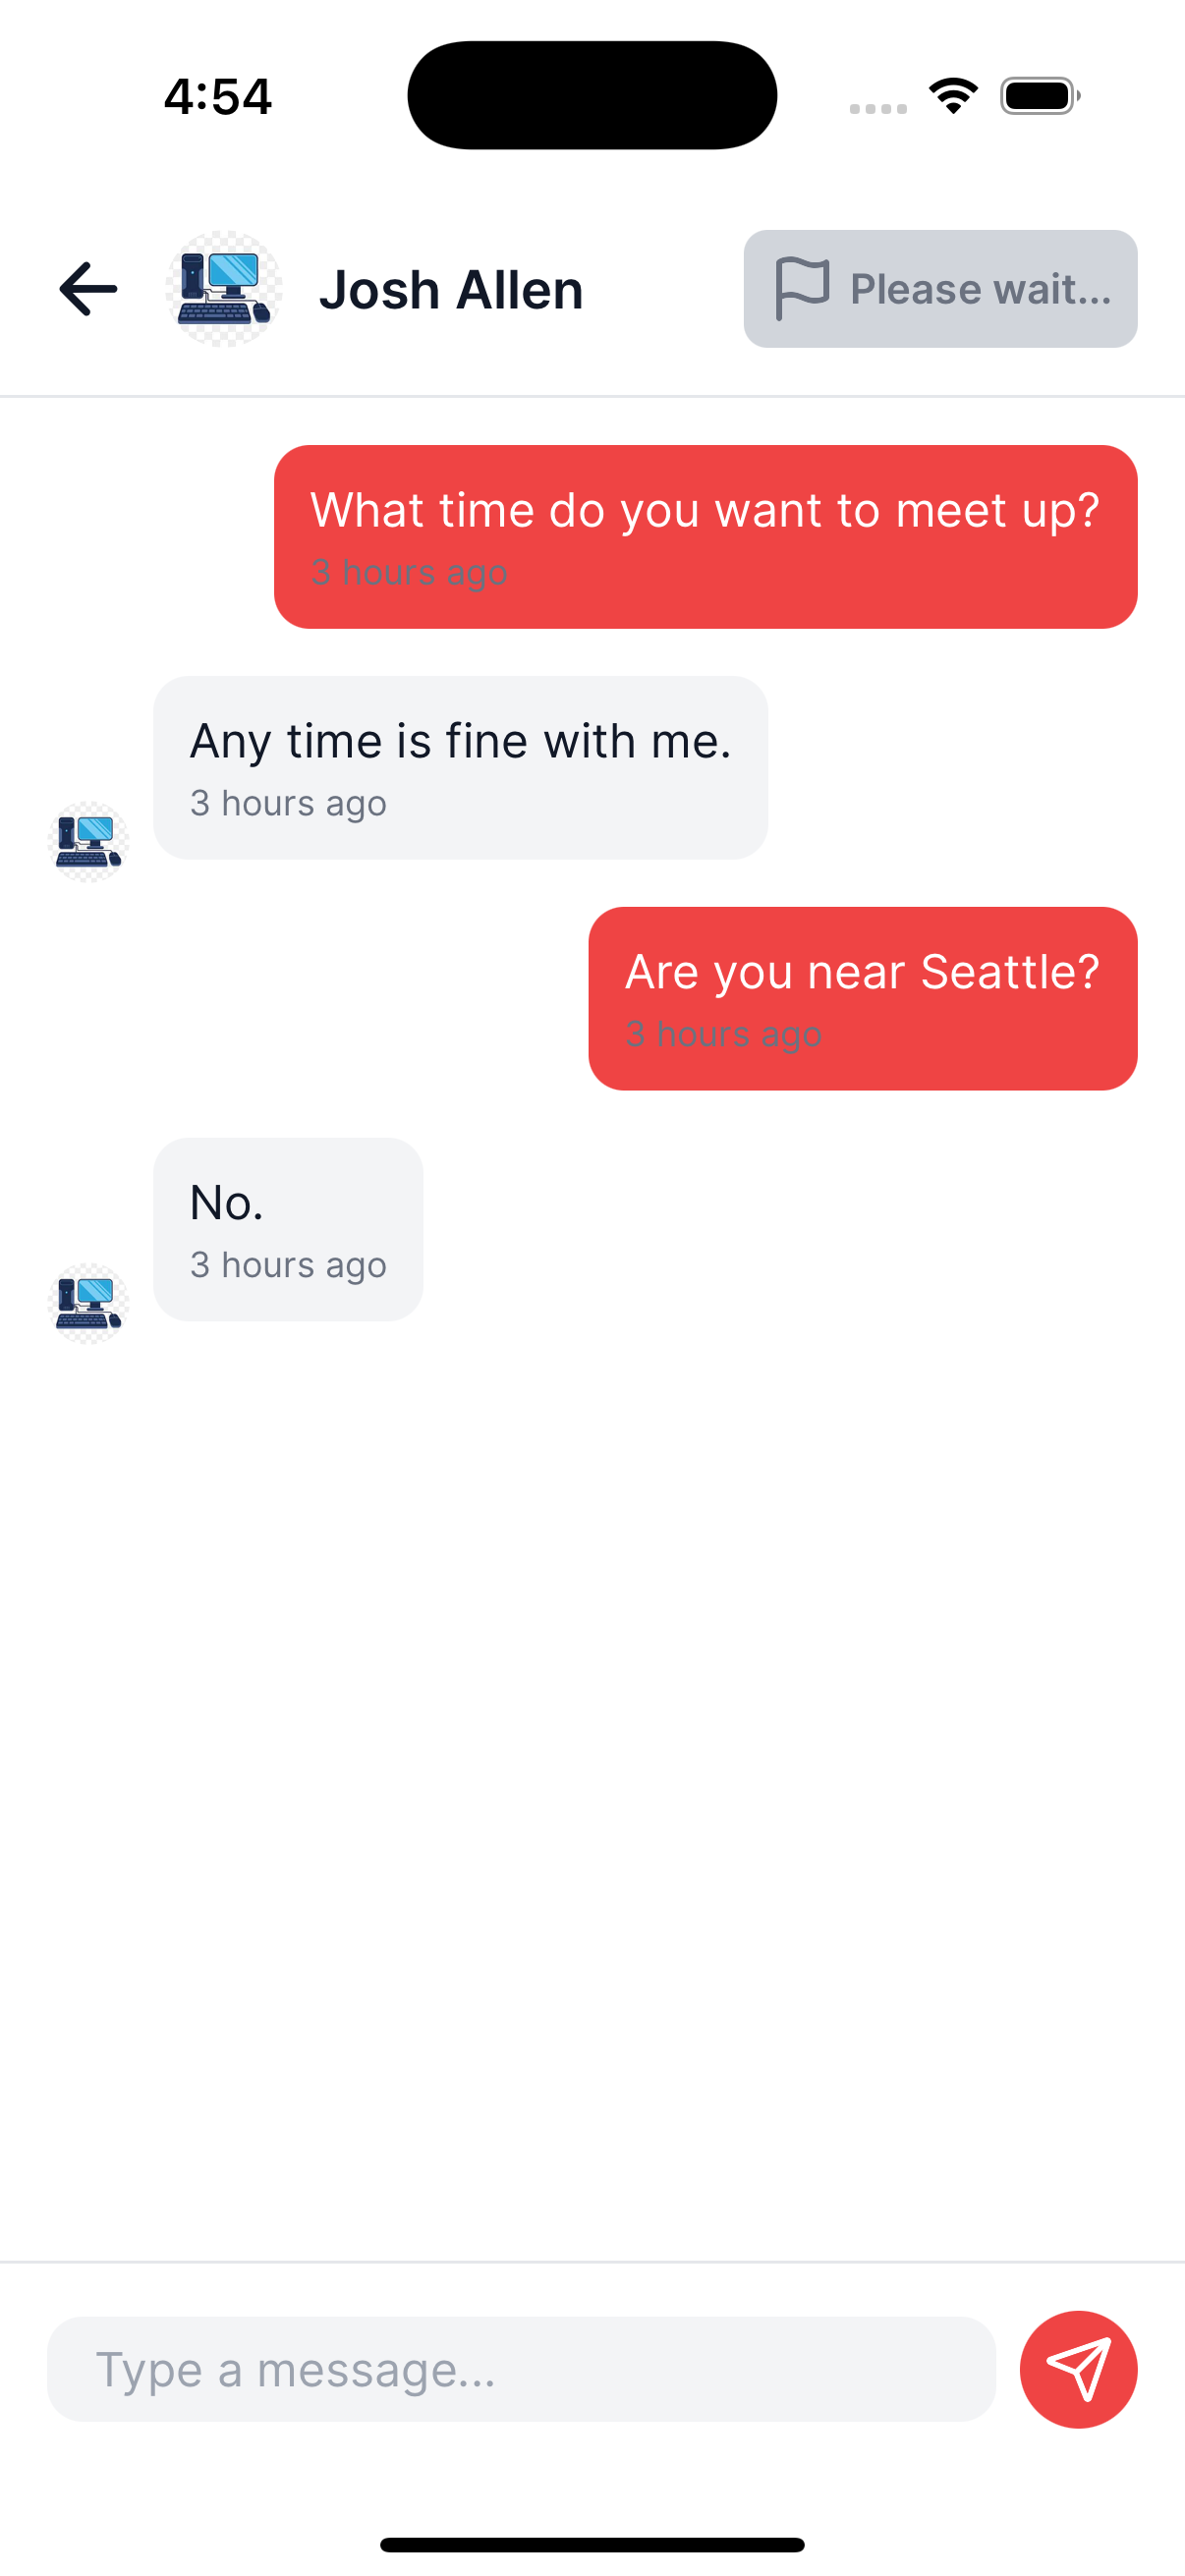 4:54
Josh Allen
Please wait...
What time do you want to meet up?
3 hours ago
Any time is fine with me.
3 hours ago
Are you near Seattle?
3 hours ago
No.
3 hours ago
Type a message...